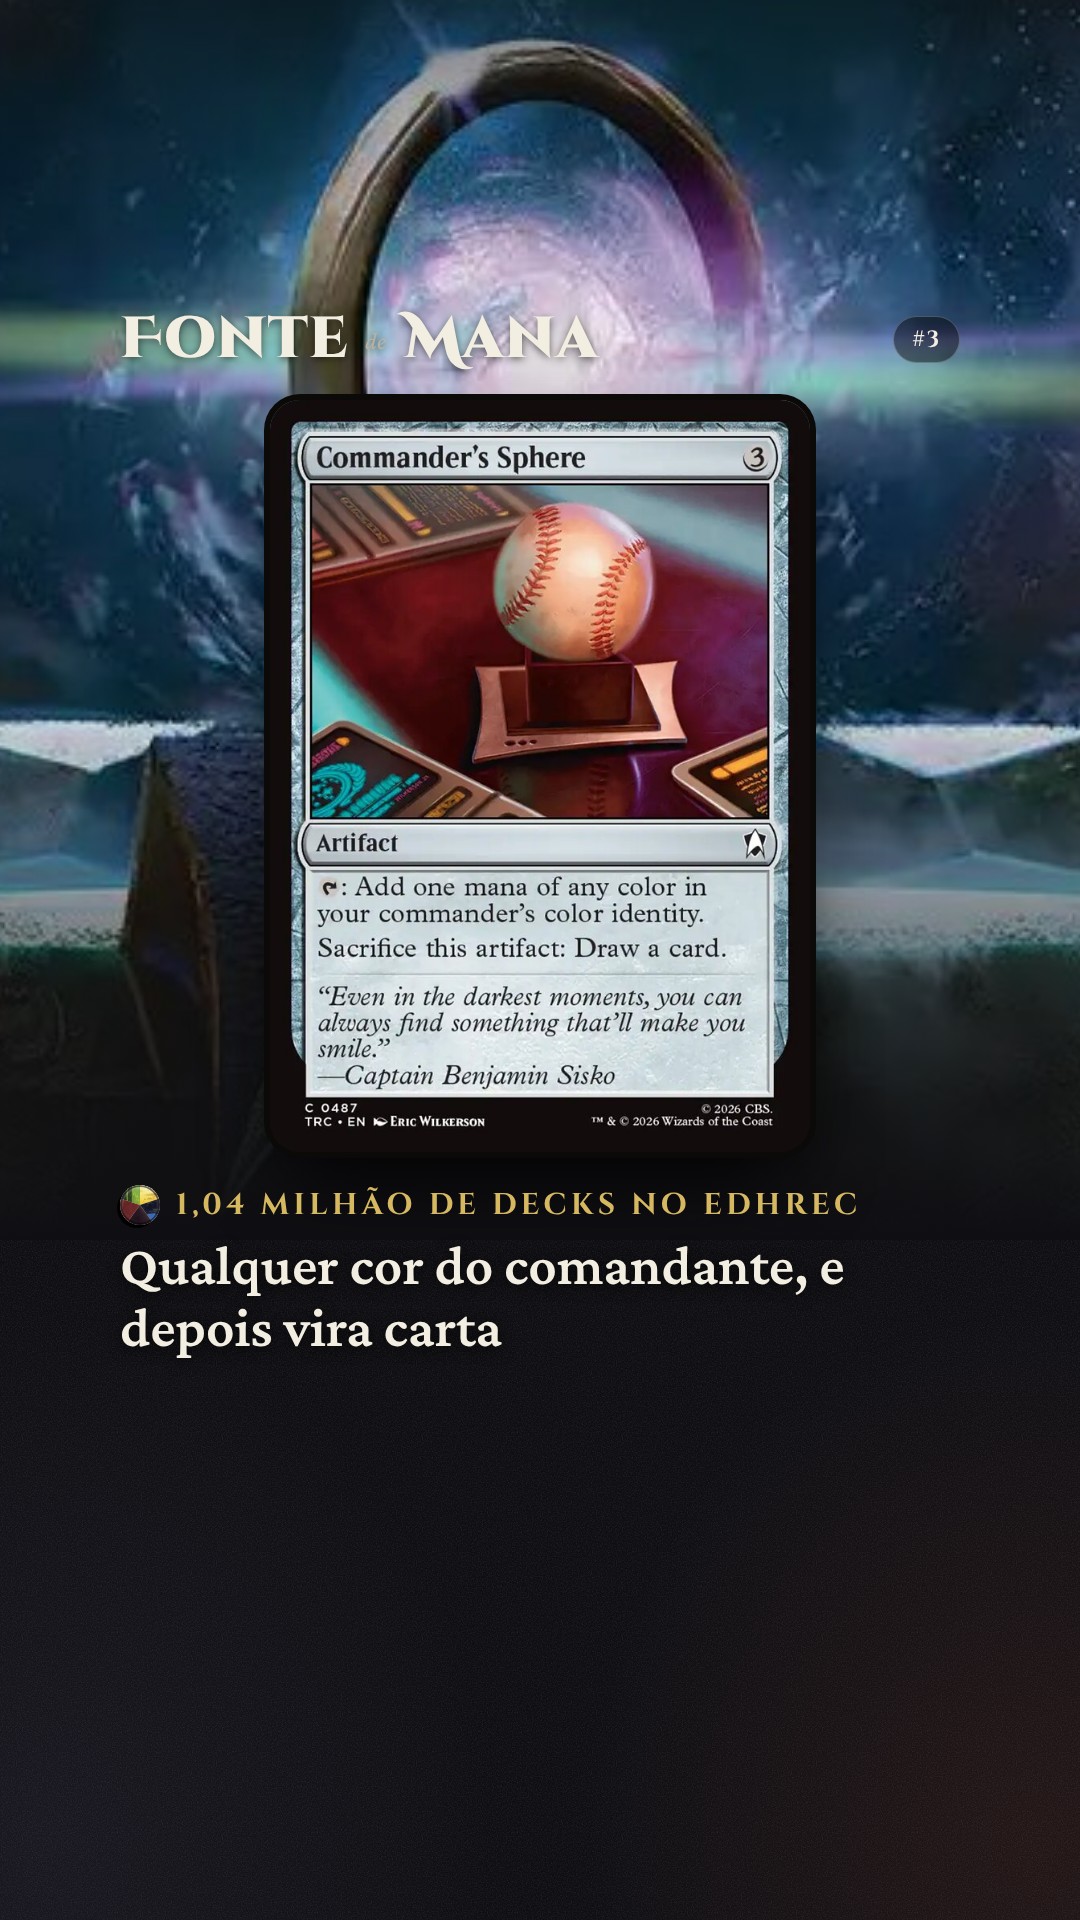 Fonte de Mana
#3
Commander's Sphere
3
Artifact
: Add one mana of any color in
your commander's color identity.
Sacrifice this artifact: Draw a card.
“Even in the darkest moments, you can
always find something that'll make you
smile.”
—Captain Benjamin Sisko
C 0487
TRC • EN Eric Wilkerson
© 2026 CBS.
™ & © 2026 Wizards of the Coast
1,04 MILHÃO DE DECKS NO EDHREC
Qualquer cor do comandante, e
depois vira carta